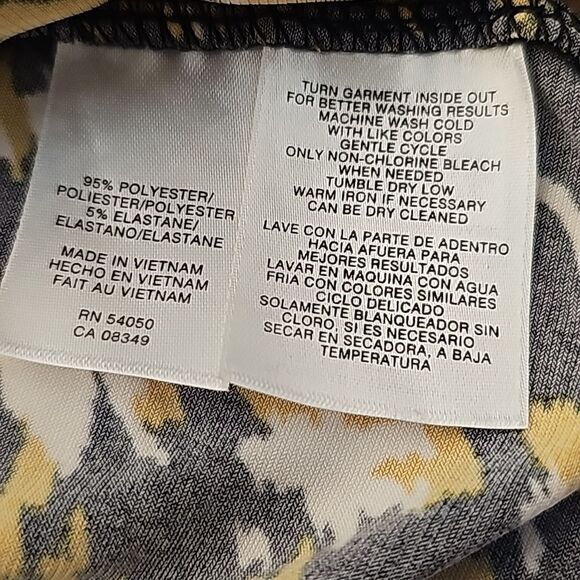 95% POLYESTER/
POLIESTER/POLYESTER
5% ELASTANE/
ELASTANO/ELASTANNE
MADE IN VIETNAM
HECHO EN VIETNAM
FAIT AU VIETNAM
RN 54050
CA 08349
TURN GARMENT INSIDE OUT
FOR BETTER WASHING RESULTS
MACHINE WASH COLD
WITH LIKE COLORS
GENTLE CYCLE
ONLY NON-CHLORINE BLEACH
WHEN NEEDED
TUMBLE DRY LOW
WARM IRON IF NECESSARY
CAN BE DRY CLEANED
LAVE CON LA PARTE DE ADENTRO
HACIA AFUERA PARA
MEJORES RESULTADOS
LAVAR EN MAQUINA CON AGUA
FRIA CON COLORES SIMILARES
CICLO DELICADO
SOLAMENTE BLANQUEADOR SIN
CLORO, SI ES NECESARIO
SECAR EN SECADORA, A BAJA
TEMPERATURA